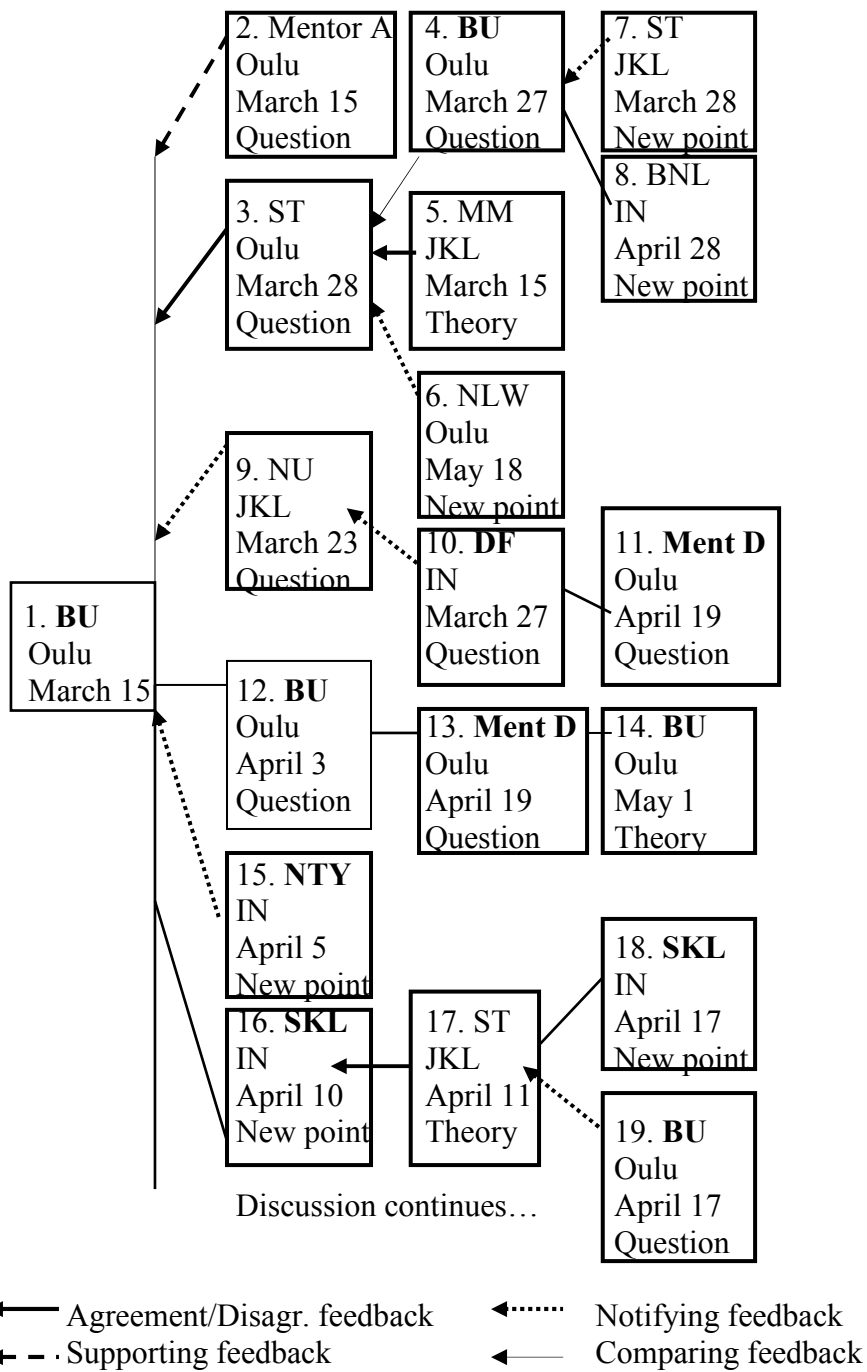 2. Mentor A
Oulu
March 15
Question
4. BU
Oulu
March 27
Question
7. ST
JKL
March 28
New point
8. BNL
IN
April 28
New point
3. ST
Oulu
March 28
Question
5. MM
JKL
March 15
Theory
6. NLW
Oulu
May 18
New point
9. NU
JKL
March 23
Question
10. DF
IN
March 27
Question
11. Ment D
Oulu
April 19
Question
1. BU
Oulu
March 15
12. BU
Oulu
April 3
Question
13. Ment D
Oulu
April 19
Question
14. BU
Oulu
May 1
Theory
15. NTY
IN
April 5
New point
16. SKL
IN
April 10
New point
17. ST
JKL
April 11
Theory
18. SKL
IN
April 17
New point
19. BU
Oulu
April 17
Question
Discussion continues…
Agreement/Disagr. feedback
Notifying feedback
Supporting feedback
Comparing feedback